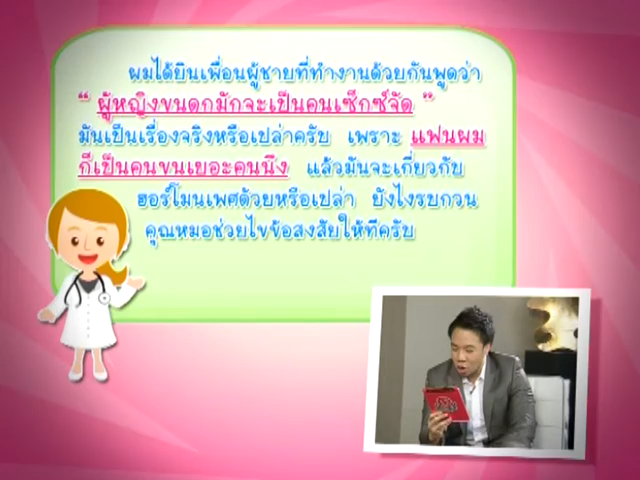 ผมได้ยินเพื่อนผู้ชายที่ทำงานด้วยกันพูดว่า
“ ผู้หญิงขนดกมักจะเป็นคนเซ็กซ์จัด ”
มันเป็นเรื่องจริงหรือเปล่าครับ เพราะ แฟนผม
ก็เป็นคนขนเยอะคนนึง แล้วมันจะเกี่ยวกับ
ฮอร์โมนเพศด้วยหรือเปล่า ยังไงรบกวน
คุณหมอช่วยไขข้อสงสัยให้ทีครับ